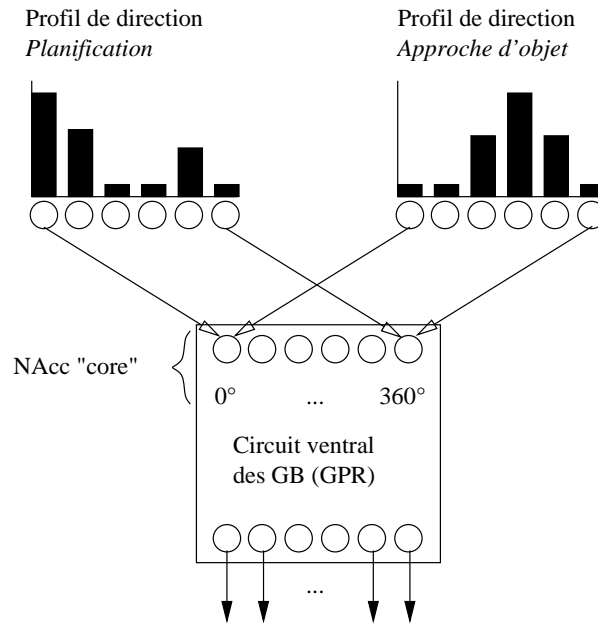 Profil de direction
Planification
Profil de direction
Approche d'objet
NAcc "core"
0° ... 360°
Circuit ventral
des GB (GPR)
...